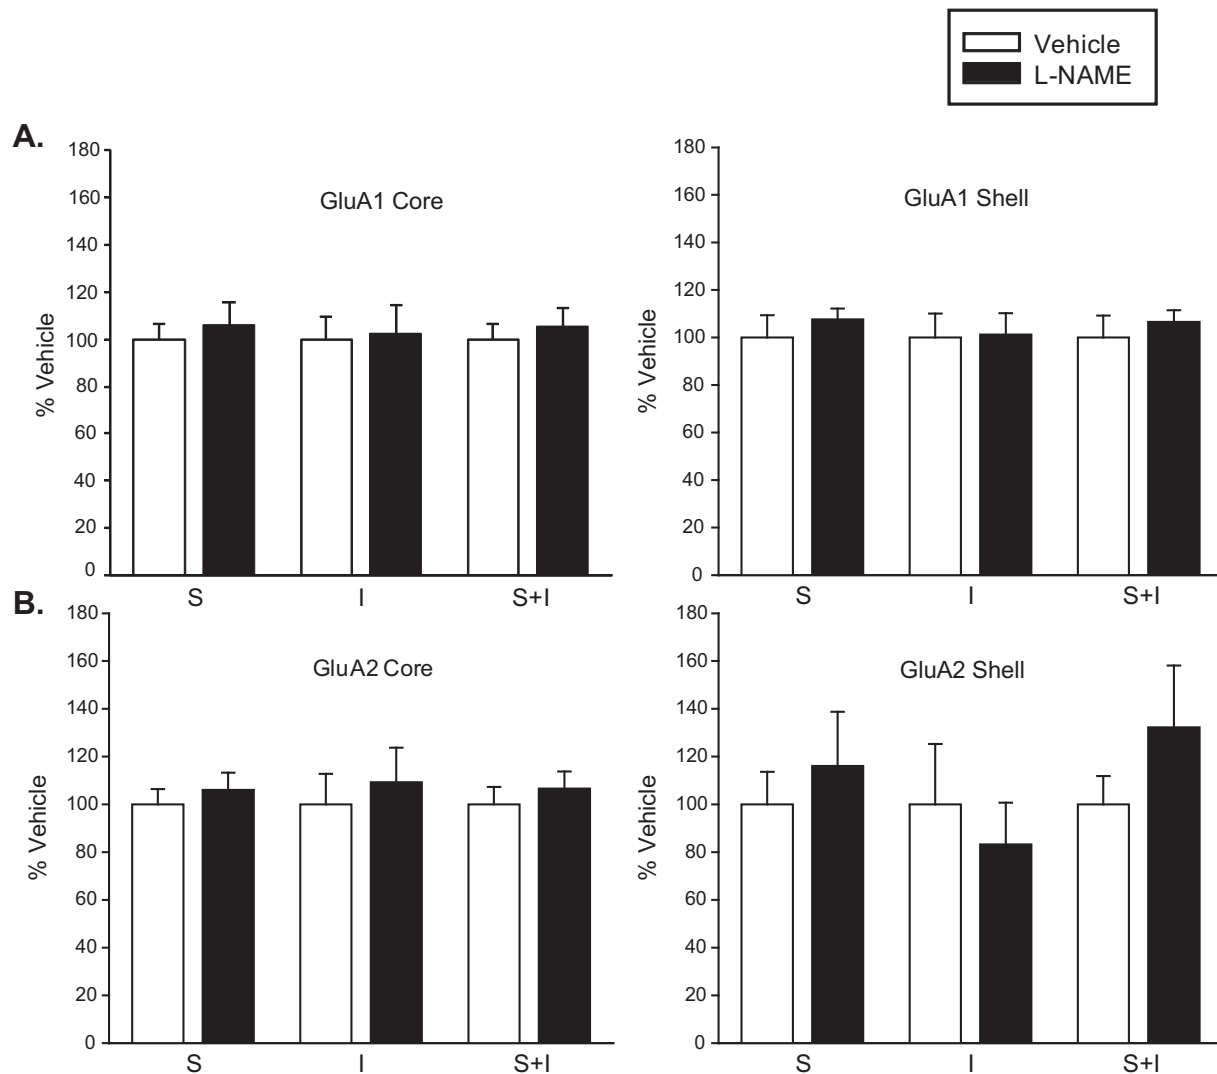 Vehicle
L-NAME
A.
180
160
140
120
100
80
60
40
20
0
% Vehicle
GluA1 Core
S I S+I
180
160
140
120
100
80
60
40
20
0
% Vehicle
GluA1 Shell
S I S+I
B.
180
160
140
120
100
80
60
40
20
0
% Vehicle
GluA2 Core
S I S+I
180
160
140
120
100
80
60
40
20
0
% Vehicle
GluA2 Shell
S I S+I